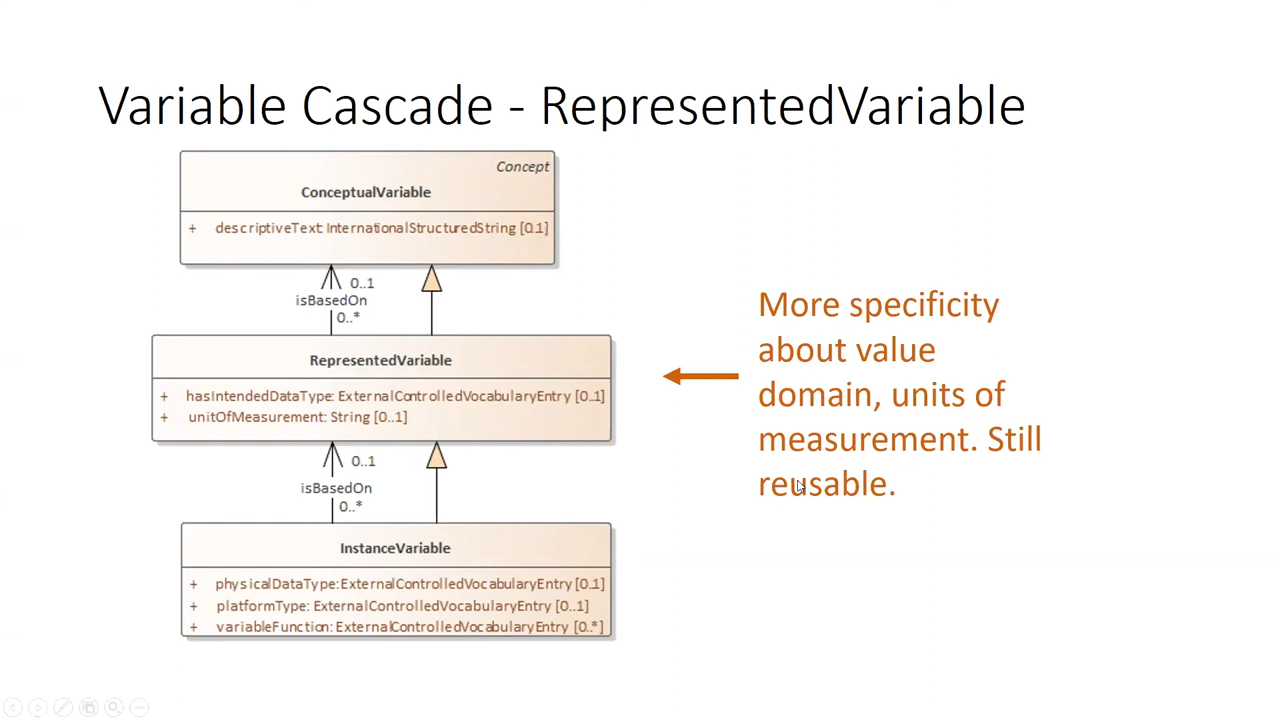 Variable Cascade - RepresentedVariable
Concept
ConceptualVariable
+ descriptiveText: InternationalStructuredString [0..1]
0..1
isBasedOn
0..*
RepresentedVariable
+ hasIntendedDataType: ExternalControlledVocabularyEntry [0..1]
+ unitOfMeasurement: String [0..1]
0..1
isBasedOn
0..*
InstanceVariable
+ physicalDataType: ExternalControlledVocabularyEntry [0..1]
+ platformType: ExternalControlledVocabularyEntry [0..1]
+ variableFunction: ExternalControlledVocabularyEntry [0..*]
More specificity
about value
domain, units of
measurement. Still
reusable.